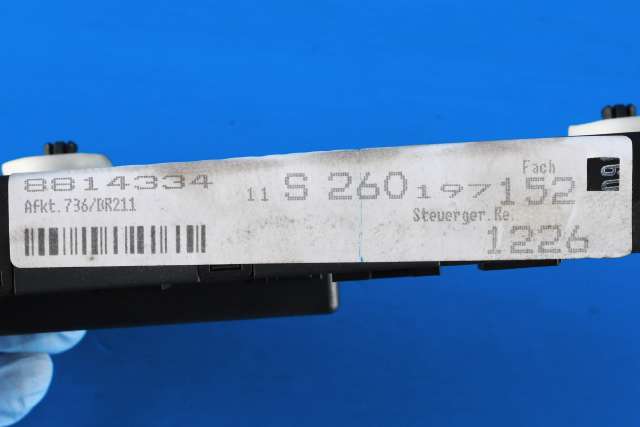 8814334 11 S 260 197 152
Fach
Afkt.736/DR211
Steuerger.Re.
1226